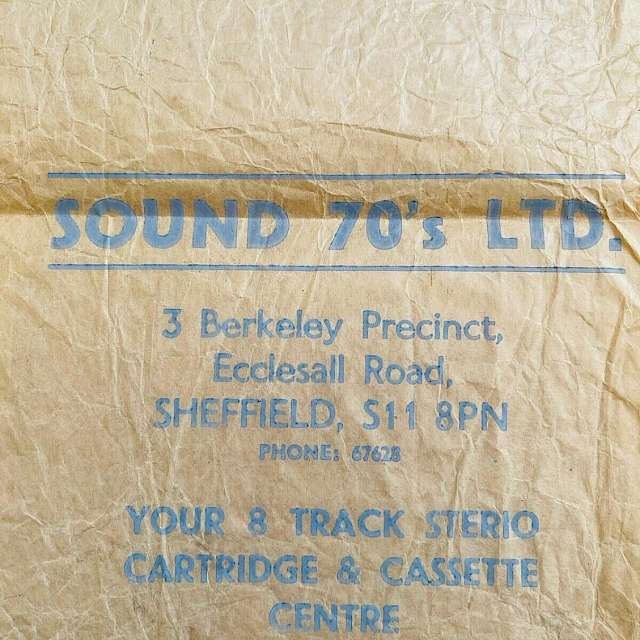 SOUND 70's LTD.
3 Berkeley Precinct,
Ecclesall Road,
SHEFFIELD, S11 8PN
PHONE: 67628
YOUR 8 TRACK STERIO
CARTRIDGE & CASSETTE
CENTRE